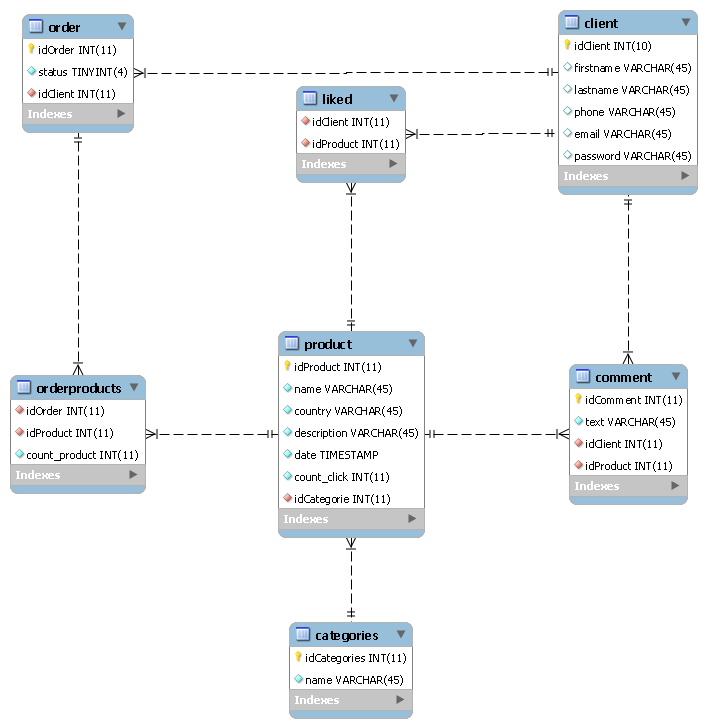 order
idOrder INT(11)
status TINYINT(4)
idClient INT(11)
Indexes
client
idClient INT(10)
firstname VARCHAR(45)
lastname VARCHAR(45)
phone VARCHAR(45)
email VARCHAR(45)
password VARCHAR(45)
Indexes
liked
idClient INT(11)
idProduct INT(11)
Indexes
product
idProduct INT(11)
name VARCHAR(45)
country VARCHAR(45)
description VARCHAR(45)
date TIMESTAMP
count_click INT(11)
idCategorie INT(11)
Indexes
orderproducts
idOrder INT(11)
idProduct INT(11)
count_product INT(11)
Indexes
comment
idComment INT(11)
text VARCHAR(45)
idClient INT(11)
idProduct INT(11)
Indexes
categories
idCategories INT(11)
name VARCHAR(45)
Indexes